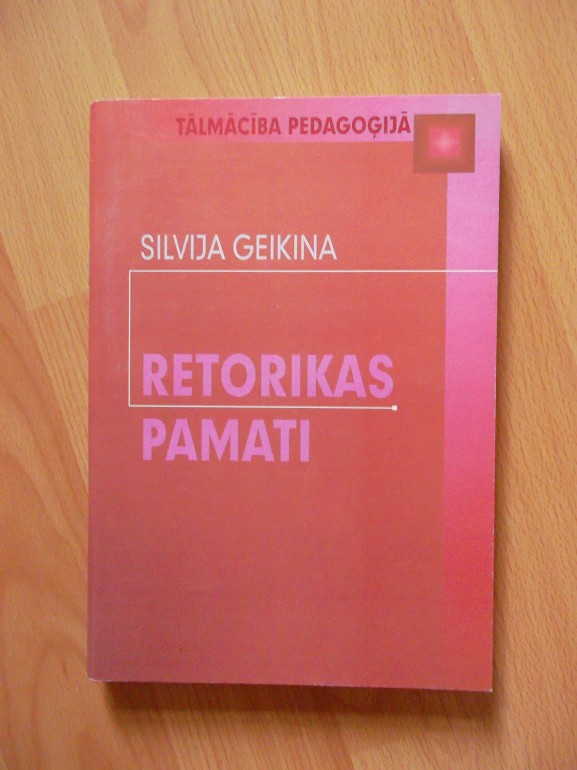 TĀLMĀCĪBA PEDAGOĢIJĀ
SILVIJA GEIKINA
RETORIKAS
PAMATI